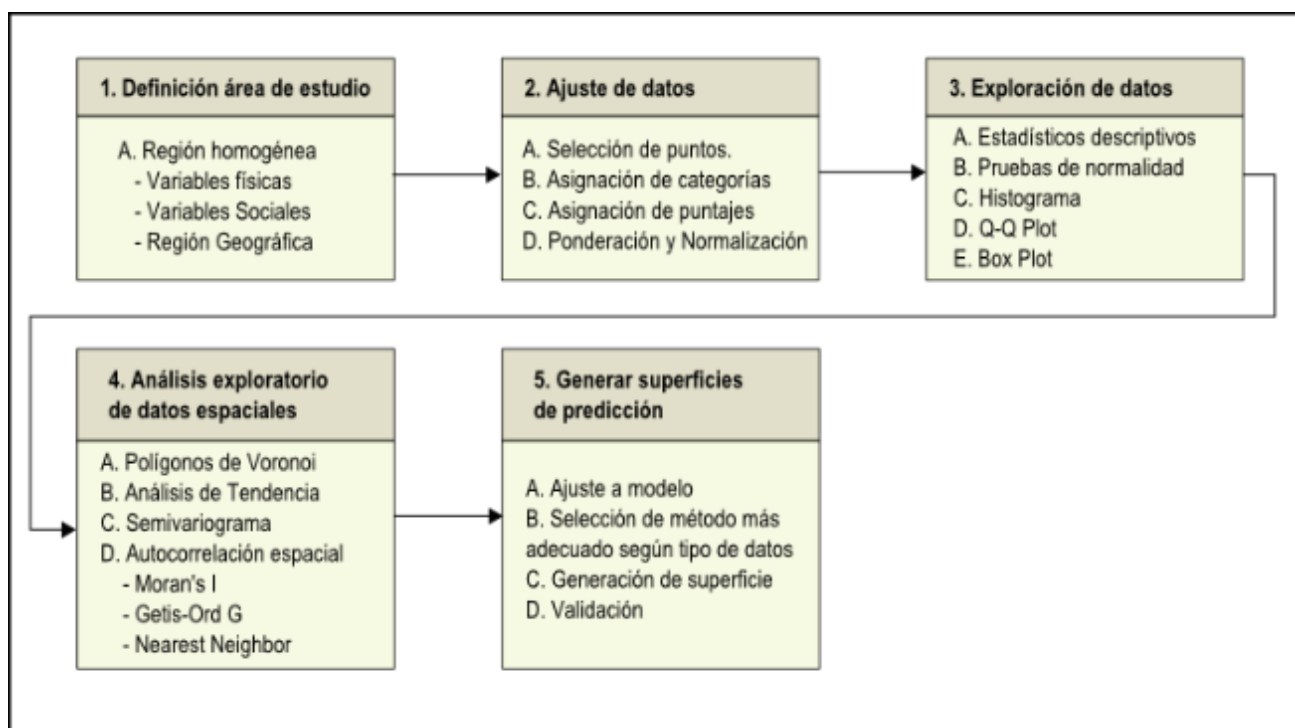 1. Definición área de estudio
A. Región homogénea
- Variables físicas
- Variables Sociales
- Región Geográfica
2. Ajuste de datos
A. Selección de puntos.
B. Asignación de categorías
C. Asignación de puntajes
D. Ponderación y Normalización
3. Exploración de datos
A. Estadísticos descriptivos
B. Pruebas de normalidad
C. Histograma
D. Q-Q Plot
E. Box Plot
4. Análisis exploratorio
de datos espaciales
A. Polígonos de Voronoi
B. Análisis de Tendencia
C. Semivariograma
D. Autocorrelación espacial
- Moran's I
- Getis-Ord G
- Nearest Neighbor
5. Generar superficies
de predicción
A. Ajuste a modelo
B. Selección de método más
adecuado según tipo de datos
C. Generación de superficie
D. Validación